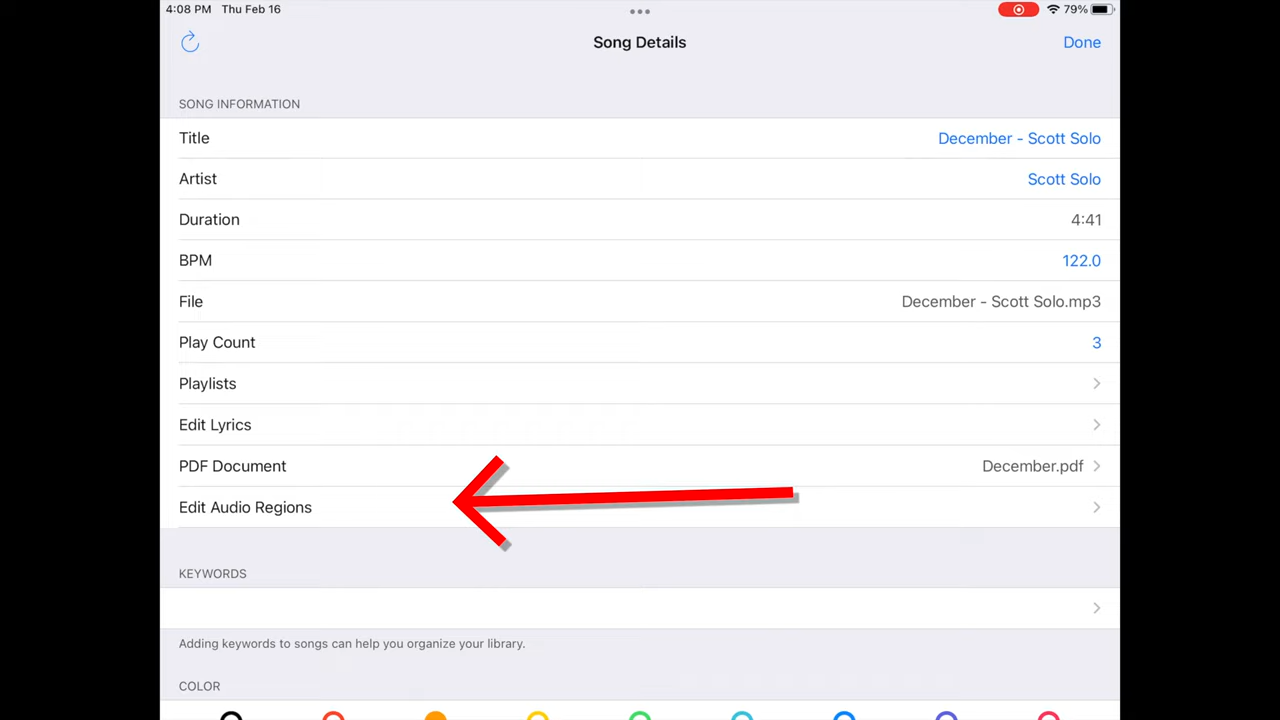 4:08 PM Thu Feb 16 79%
Song Details Done
SONG INFORMATION
Title December - Scott Solo
Artist Scott Solo
Duration 4:41
BPM 122.0
File December - Scott Solo.mp3
Play Count 3
Playlists
Edit Lyrics
PDF Document December.pdf
Edit Audio Regions
KEYWORDS
Adding keywords to songs can help you organize your library.
COLOR